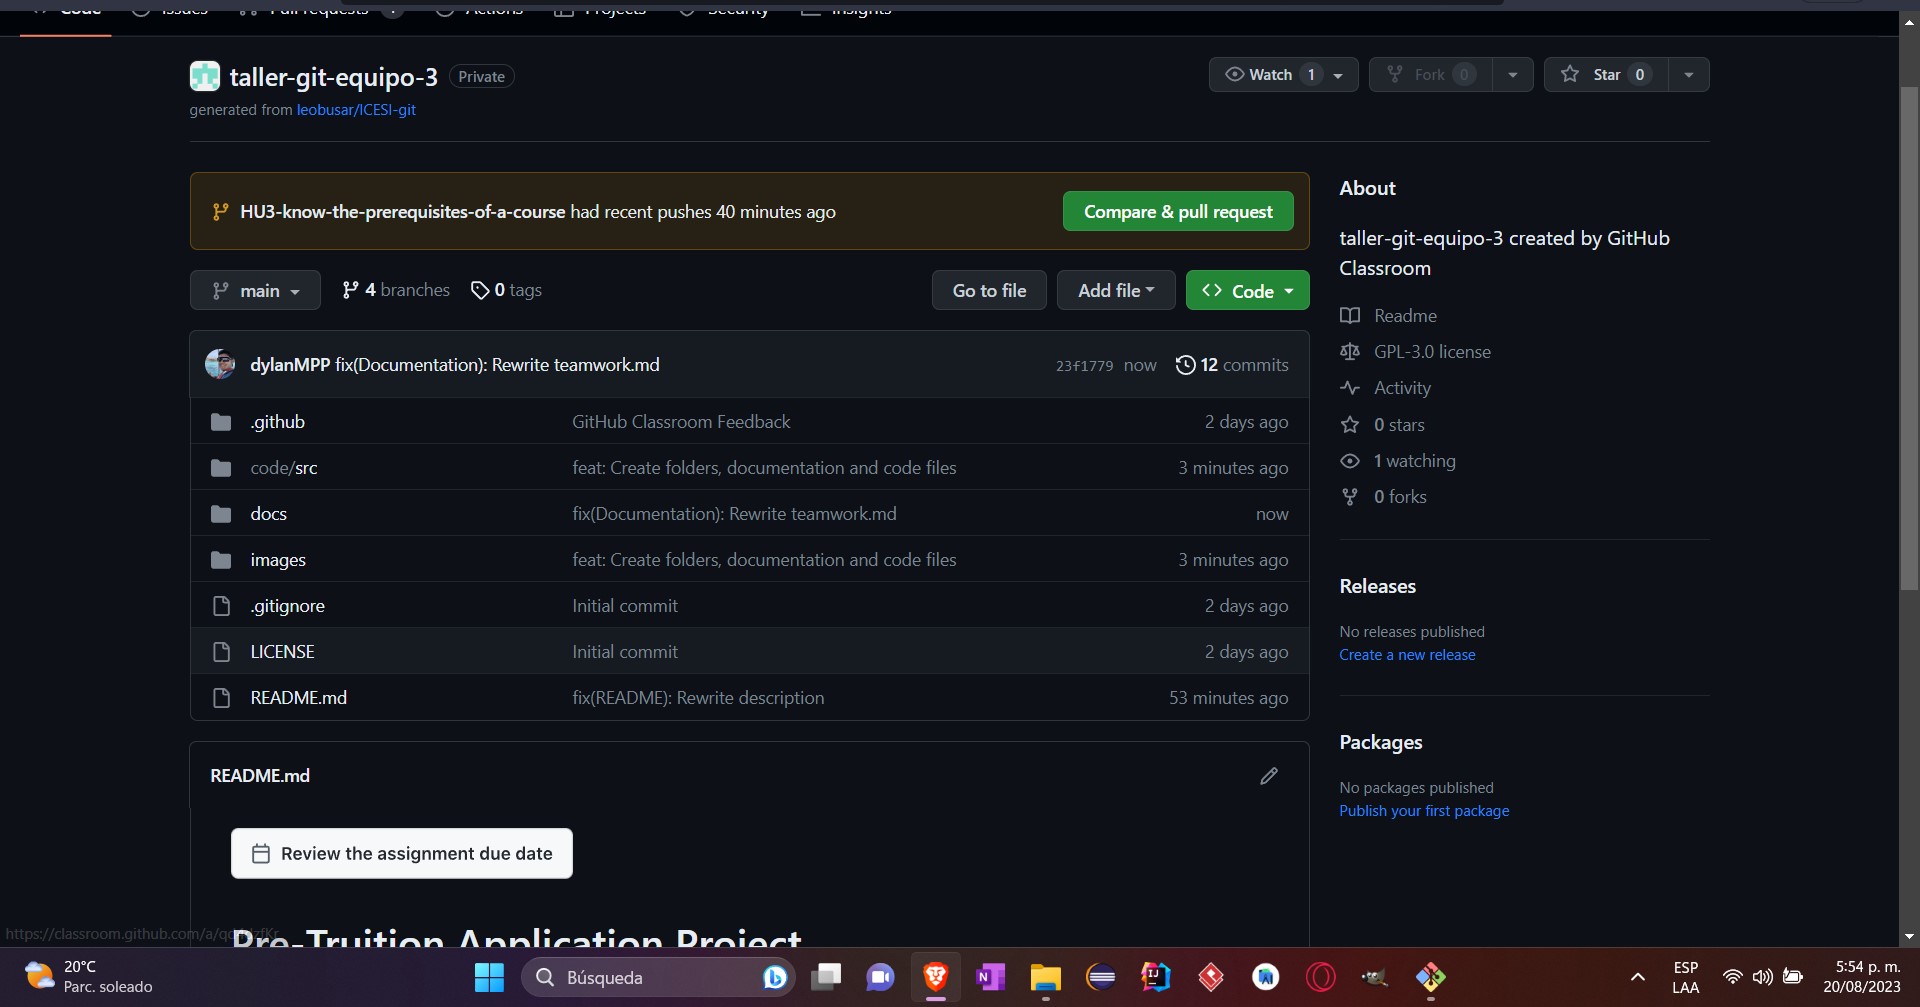 Code Issues Pull requests Actions Projects Security Insights
taller-git-equipo-3 Private
Watch 1 Fork 0 Star 0
generated from leobusar/ICESI-git
HU3-know-the-prerequisites-of-a-course had recent pushes 40 minutes ago
Compare & pull request
main 4 branches 0 tags
Go to file Add file <> Code
dylanMPP fix(Documentation): Rewrite teamwork.md 23f1779 now 12 commits
.github GitHub Classroom Feedback 2 days ago
code/src feat: Create folders, documentation and code files 3 minutes ago
docs fix(Documentation): Rewrite teamwork.md now
images feat: Create folders, documentation and code files 3 minutes ago
.gitignore Initial commit 2 days ago
LICENSE Initial commit 2 days ago
README.md fix(README): Rewrite description 53 minutes ago
README.md
Review the assignment due date
Pre-Truition Application Project
About
taller-git-equipo-3 created by GitHub
Classroom
Readme
GPL-3.0 license
Activity
0 stars
1 watching
0 forks
Releases
No releases published
Create a new release
Packages
No packages published
Publish your first package
20°C
Parc. soleado
Búsqueda
ESP
LAA
5:54 p. m.
20/08/2023